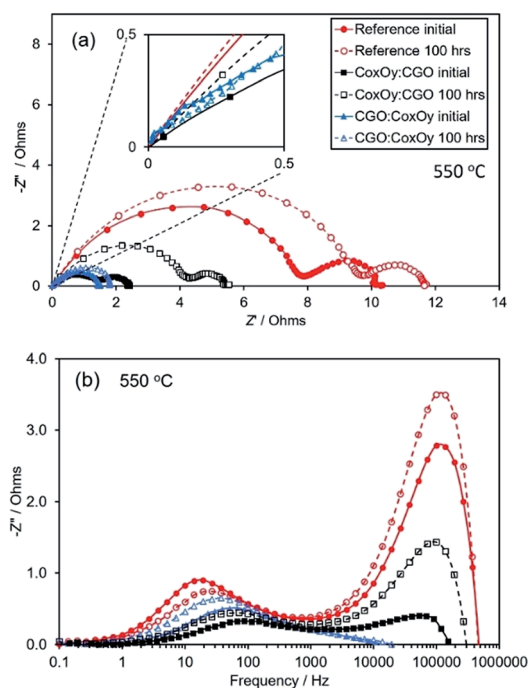 (a)
0.5
0
0
0.5
Reference initial
Reference 100 hrs
CoxOy:CGO initial
CoxOy:CGO 100 hrs
CGO:CoxOy initial
CGO:CoxOy 100 hrs
550 °C
8
6
4
2
0
-Z'' / Ohms
0 2 4 6 8 10 12 14
Z' / Ohms
(b) 550 °C
4.0
3.0
2.0
1.0
0.0
-Z'' / Ohms
0.1 1 10 100 1000 10000 100000 1000000
Frequency / Hz